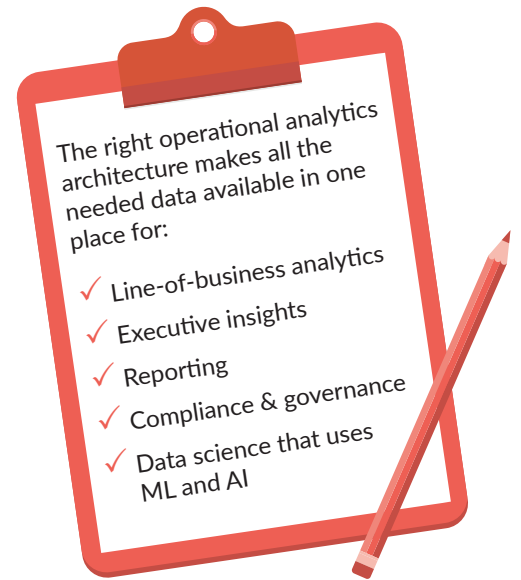 The right operational analytics
architecture makes all the
needed data available in one
place for:
✓ Line-of-business analytics
✓ Executive insights
✓ Reporting
✓ Compliance & governance
✓ Data science that uses
ML and AI